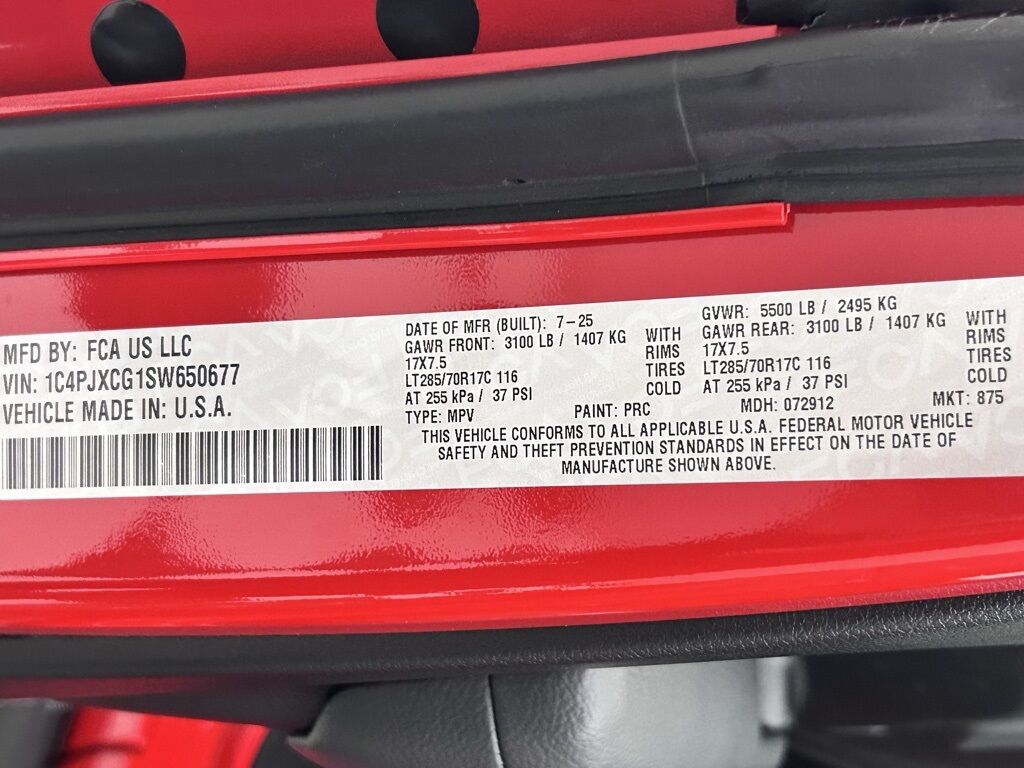 MFD BY: FCA US LLC
VIN: 1C4PJXCG1SW650677
VEHICLE MADE IN: U.S.A.
DATE OF MFR (BUILT): 7-25
GAWR FRONT: 3100 LB / 1407 KG WITH
17X7.5 RIMS
LT285/70R17C 116 TIRES
AT 255 kPa / 37 PSI COLD
GVWR: 5500 LB / 2495 KG
GAWR REAR: 3100 LB / 1407 KG WITH
17X7.5 RIMS
LT285/70R17C 116 TIRES
AT 255 kPa / 37 PSI COLD
TYPE: MPV PAINT: PRC MDH: 072912 MKT: 875
THIS VEHICLE CONFORMS TO ALL APPLICABLE U.S.A. FEDERAL MOTOR VEHICLE
SAFETY AND THEFT PREVENTION STANDARDS IN EFFECT ON THE DATE OF
MANUFACTURE SHOWN ABOVE.